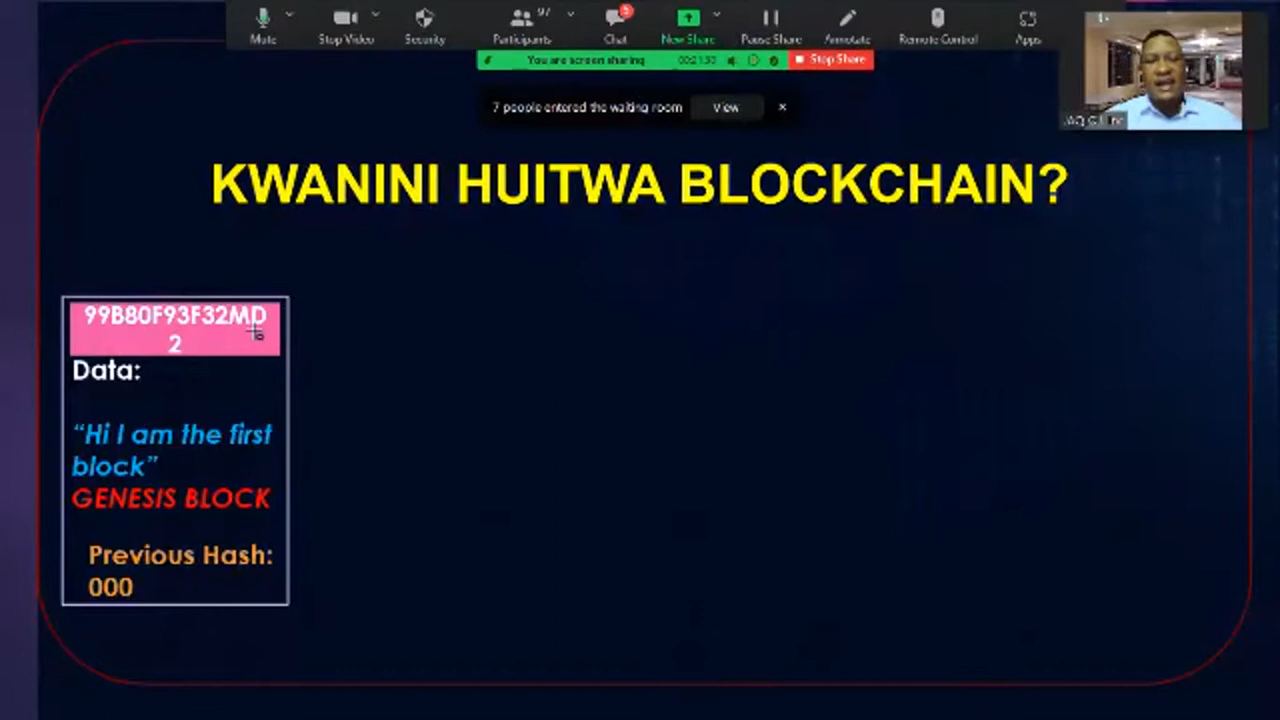 97
5
Mute
Stop Video
Security
Participants
Chat
New Share
Pause Share
Annotate
Remote Control
Apps
You are screen sharing
Stop Share
7 people entered the waiting room
View
KWANINI HUITWA BLOCKCHAIN?
99B80F93F32MD
2
Data:
“Hi I am the first
block”
GENESIS BLOCK
Previous Hash:
000